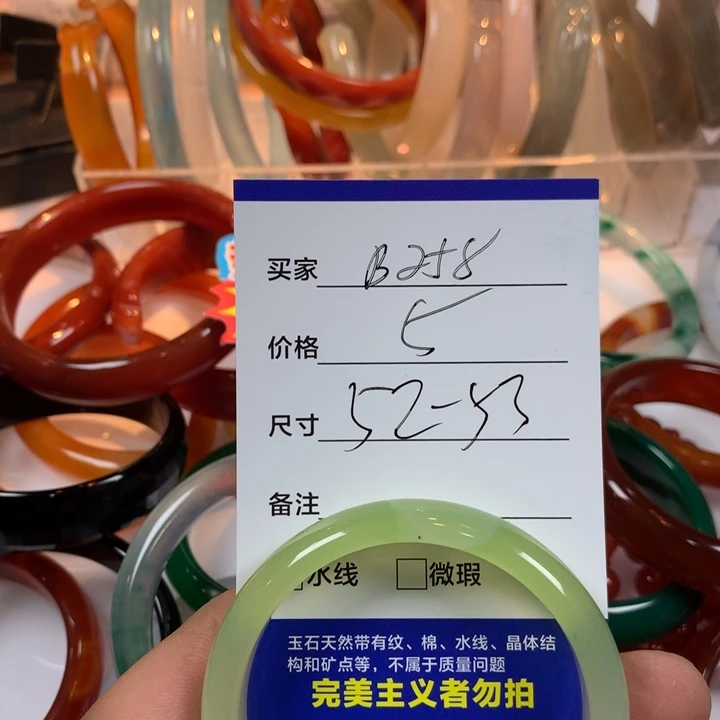 买家 B258
价格 5
尺寸 52-53
备注
水线 □微瑕
玉石天然带有纹、棉、水线、晶体结
构和矿点等，不属于质量问题
完美主义者勿拍